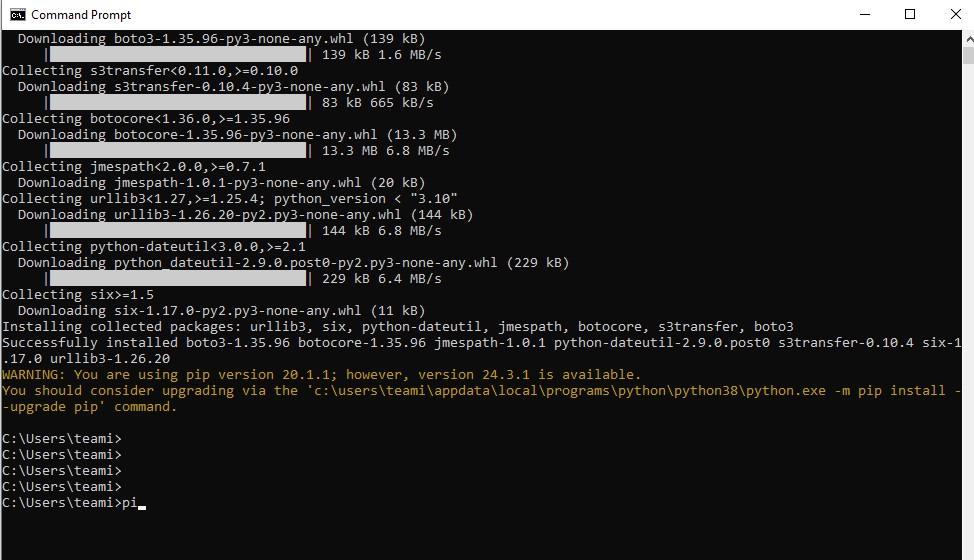 Command Prompt
Downloading boto3-1.35.96-py3-none-any.whl (139 kB)
|| 139 kB 1.6 MB/s
Collecting s3transfer<0.11.0,>=0.10.0
Downloading s3transfer-0.10.4-py3-none-any.whl (83 kB)
|| 83 kB 665 kB/s
Collecting botocore<1.36.0,>=1.35.96
Downloading botocore-1.35.96-py3-none-any.whl (13.3 MB)
|| 13.3 MB 6.8 MB/s
Collecting jmespath<2.0.0,>=0.7.1
Downloading jmespath-1.0.1-py3-none-any.whl (20 kB)
Collecting urllib3<1.27,>=1.25.4; python_version < "3.10"
Downloading urllib3-1.26.20-py2.py3-none-any.whl (144 kB)
|| 144 kB 6.8 MB/s
Collecting python-dateutil<3.0.0,>=2.1
Downloading python_dateutil-2.9.0.post0-py2.py3-none-any.whl (229 kB)
|| 229 kB 6.4 MB/s
Collecting six>=1.5
Downloading six-1.17.0-py2.py3-none-any.whl (11 kB)
Installing collected packages: urllib3, six, python-dateutil, jmespath, botocore, s3transfer, boto3
Successfully installed boto3-1.35.96 botocore-1.35.96 jmespath-1.0.1 python-dateutil-2.9.0.post0 s3transfer-0.10.4 six-1
.17.0 urllib3-1.26.20
WARNING: You are using pip version 20.1.1; however, version 24.3.1 is available.
You should consider upgrading via the 'c:\users\teami\appdata\local\programs\python\python38\python.exe -m pip install -
-upgrade pip' command.
C:\Users\teami>
C:\Users\teami>
C:\Users\teami>
C:\Users\teami>
C:\Users\teami>pi